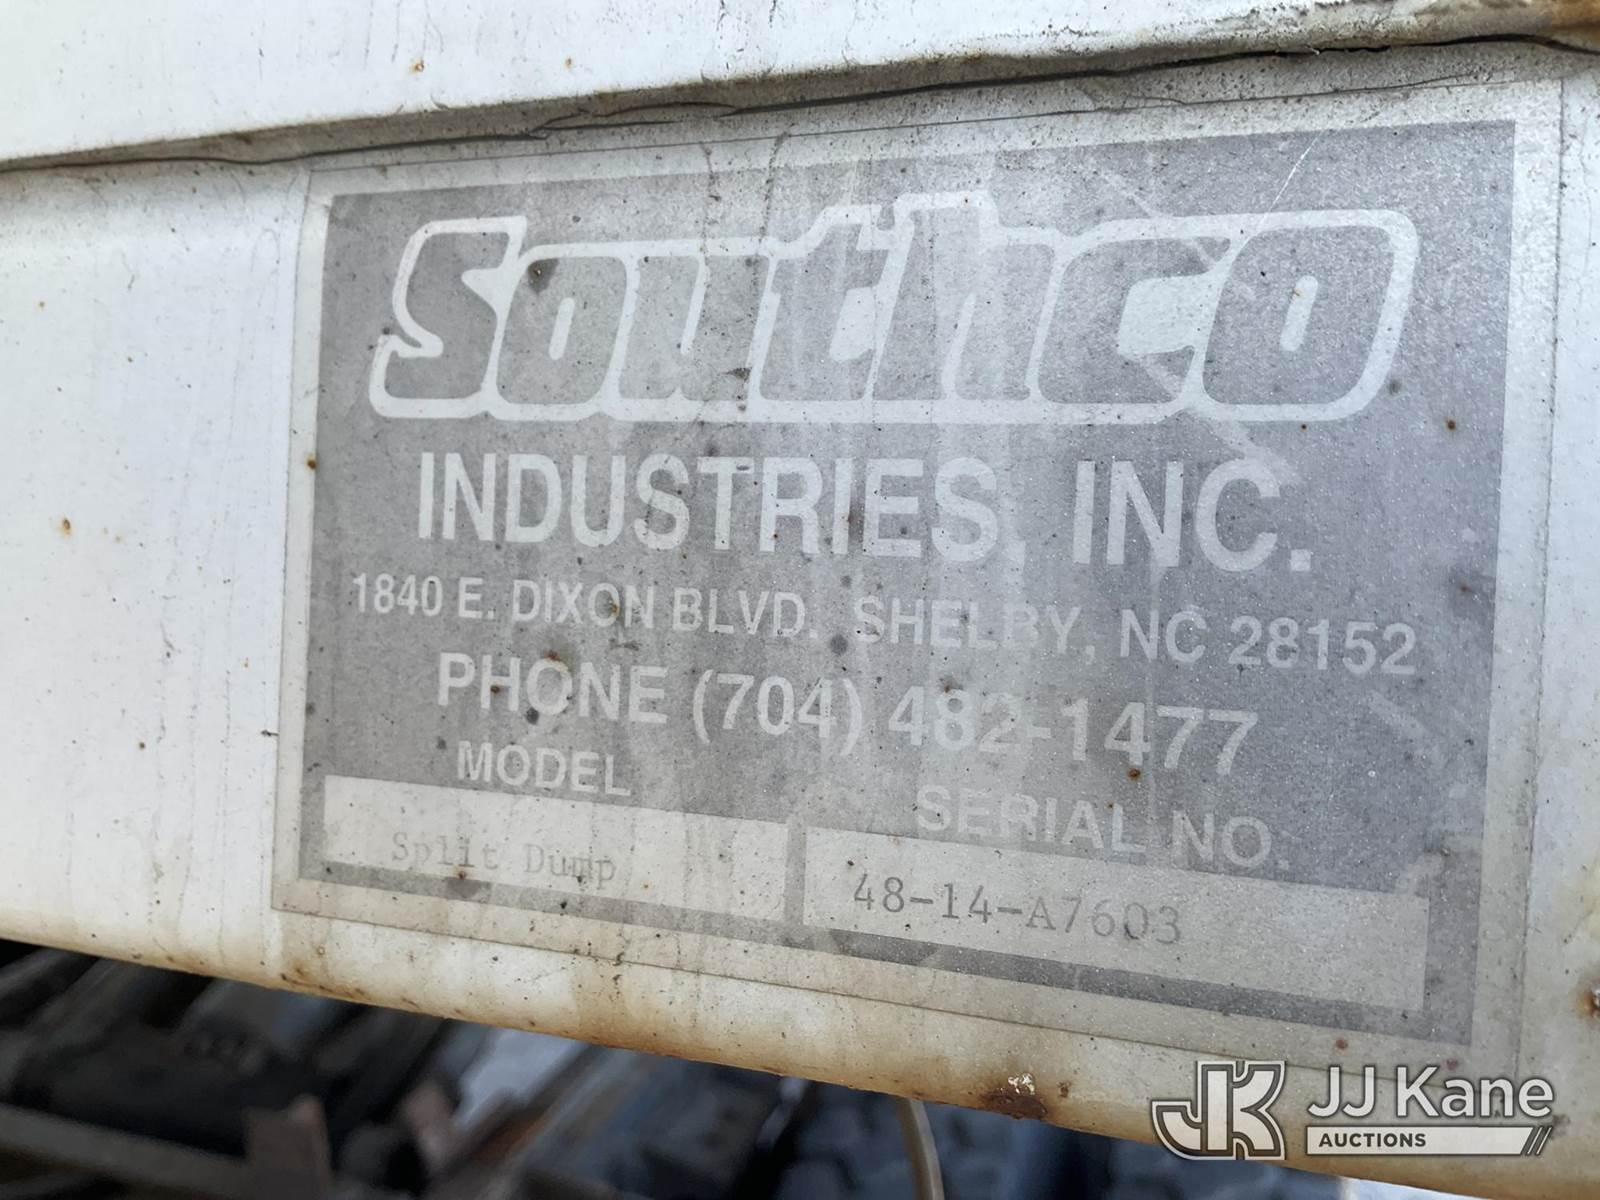 Southco
INDUSTRIES, INC.
1840 E. DIXON BLVD. SHELBY, NC 28152
PHONE (704) 482-1477
MODEL SERIAL NO.
Split Dump 48-14-A7603
JK JJ Kane
AUCTIONS